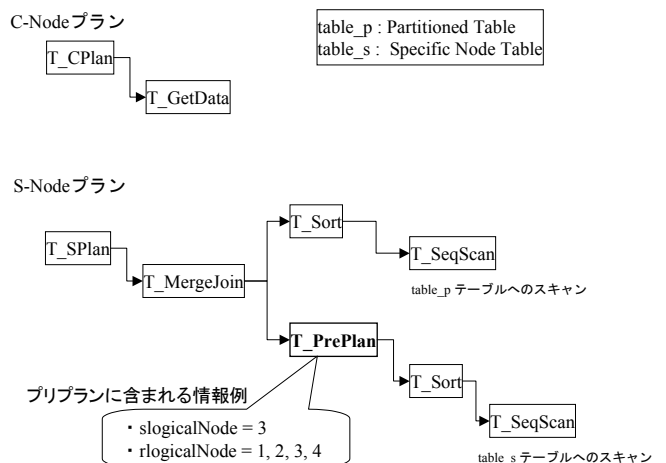 C-Nodeプラン
table_p : Partitioned Table
table_s : Specific Node Table
T_CPlan
T_GetData
S-Nodeプラン
T_Sort
T_SPlan
T_SeqScan
T_MergeJoin
table_p テーブルへのスキャン
T_PrePlan
T_Sort
プリプランに含まれる情報例
T_SeqScan
・slogicalNode = 3
・rlogicalNode = 1, 2, 3, 4
table_s テーブルへのスキャン